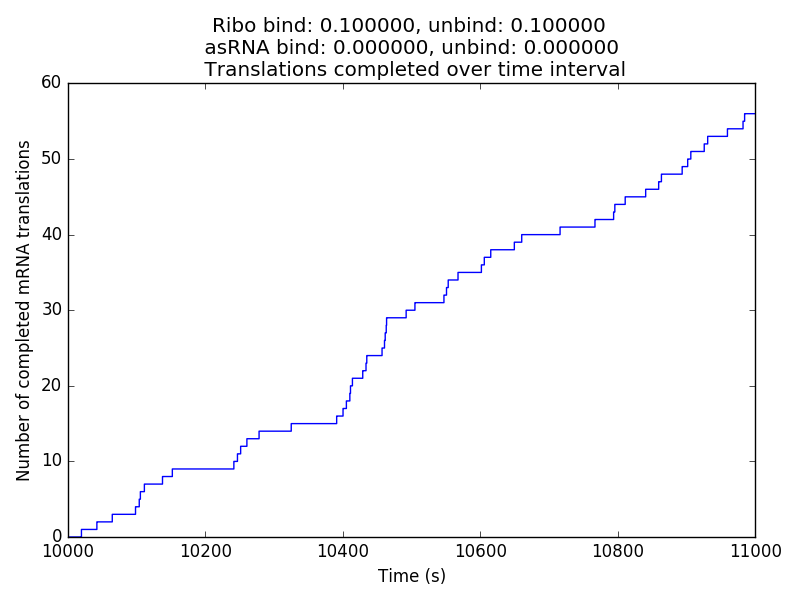 Ribo bind: 0.100000, unbind: 0.100000
asRNA bind: 0.000000, unbind: 0.000000
Translations completed over time interval
Number of completed mRNA translations
60
50
40
30
20
10
0
10000 10200 10400 10600 10800 11000
Time (s)